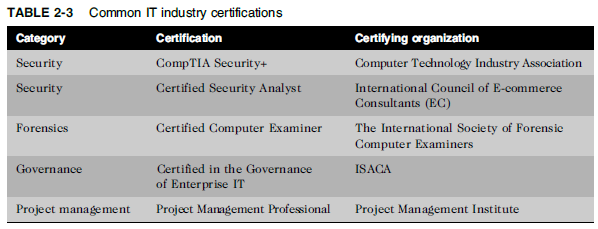 TABLE 2-3 Common IT industry certifications
Category Certification Certifying organization
Security CompTIA Security+ Computer Technology Industry Association
Security Certified Security Analyst International Council of E-commerce
Consultants (EC)
Forensics Certified Computer Examiner The International Society of Forensic
Computer Examiners
Governance Certified in the Governance ISACA
of Enterprise IT
Project management Project Management Professional Project Management Institute